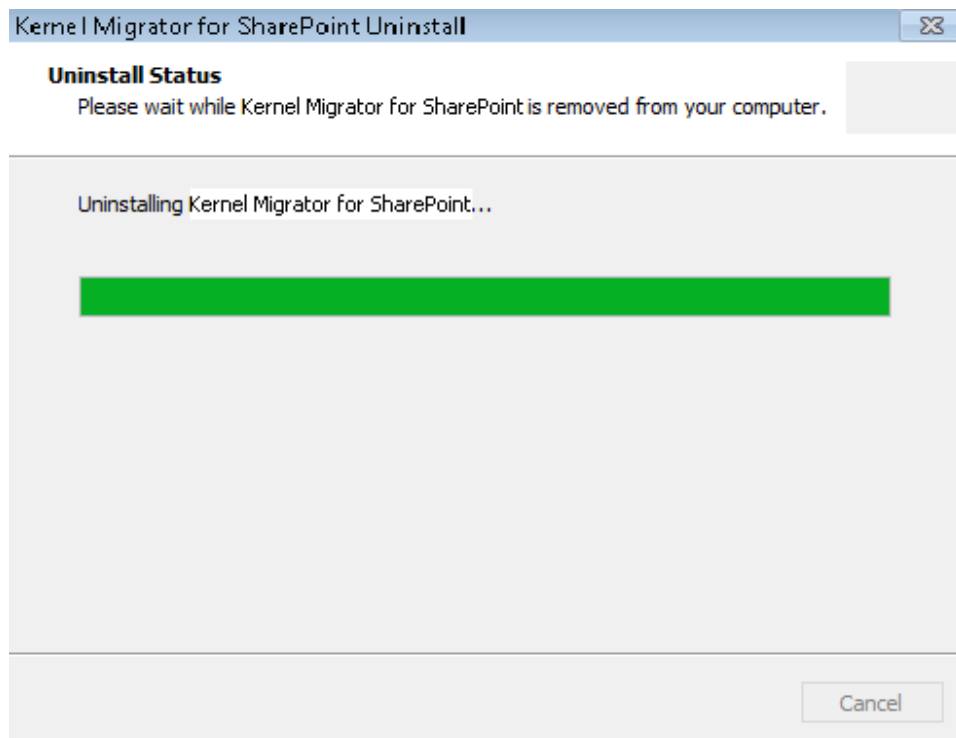 Kernel Migrator for SharePoint Uninstall
Uninstall Status
Please wait while Kernel Migrator for SharePoint is removed from your computer.
Uninstalling Kernel Migrator for SharePoint...
Cancel